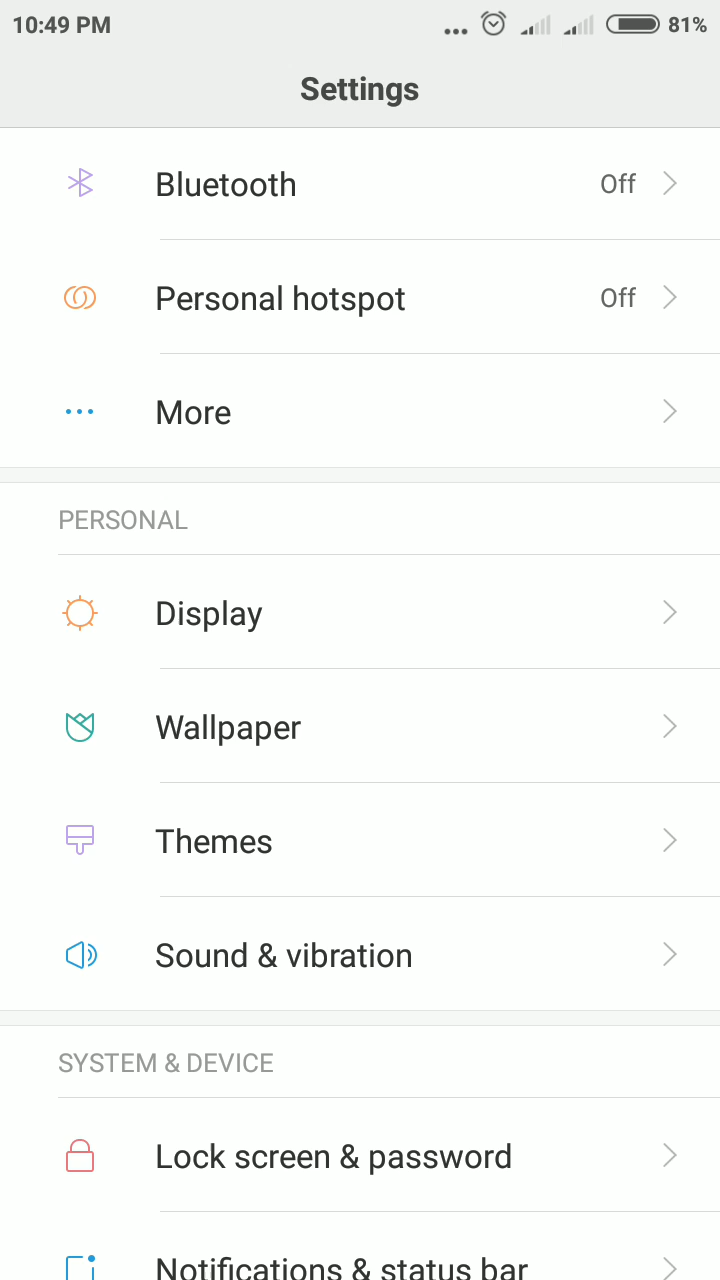 10:49 PM 81%
Settings
Bluetooth Off
Personal hotspot Off
More
PERSONAL
Display
Wallpaper
Themes
Sound & vibration
SYSTEM & DEVICE
Lock screen & password
Notifications & status bar